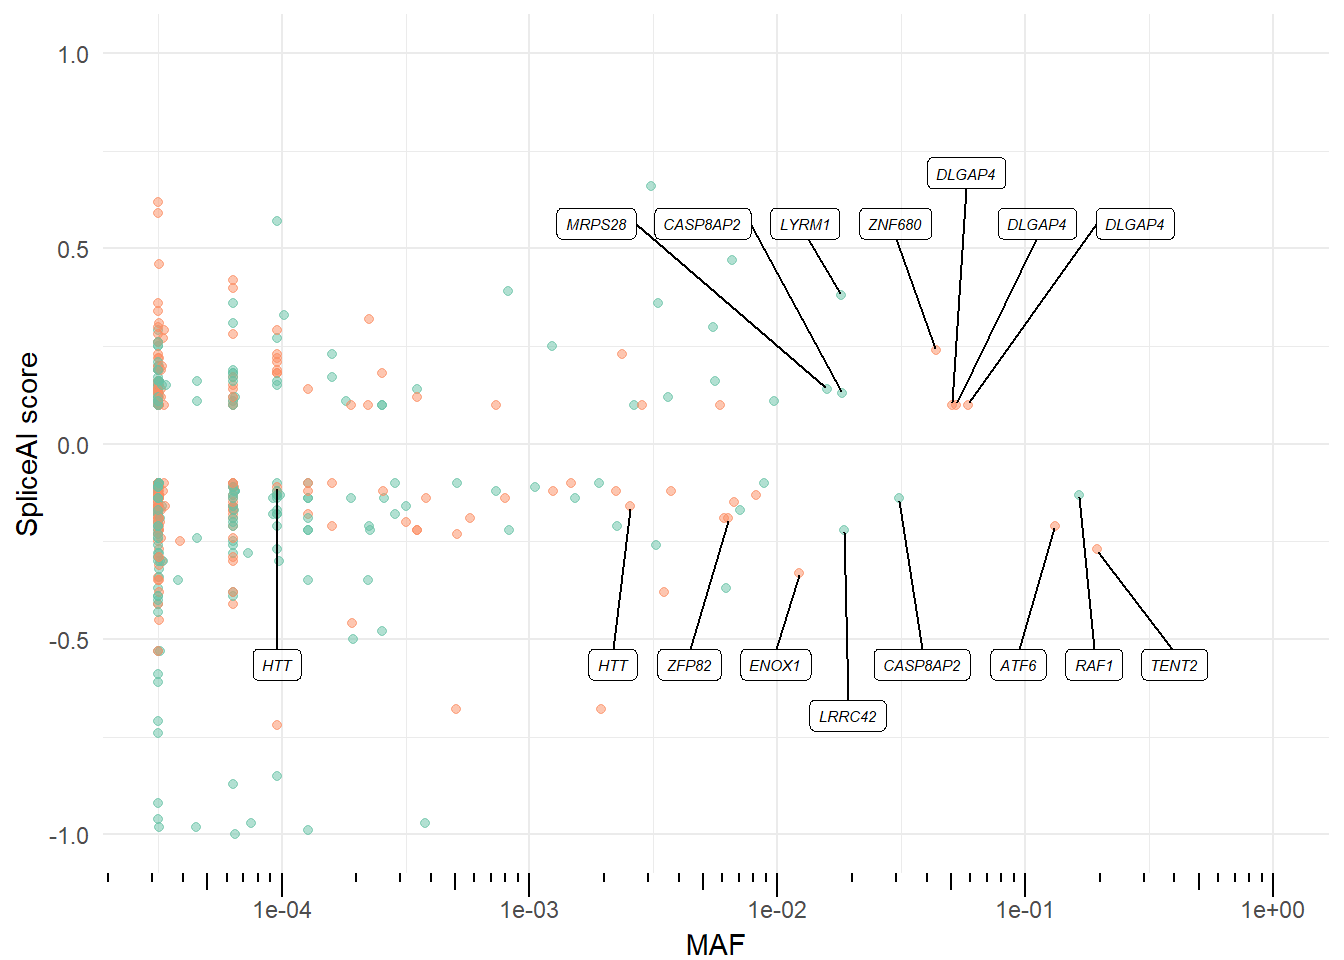 1.0
DLGAP4
MRPS28 CASP8AP2 LYRM1 ZNF680 DLGAP4 DLGAP4
0.5
SpliceAI score
0.0
-0.5
HTT HTT ZFP82 ENOX1 CASP8AP2 ATF6 RAF1 TENT2
LRRC42
-1.0
1e-04 1e-03 1e-02 1e-01 1e+00
MAF